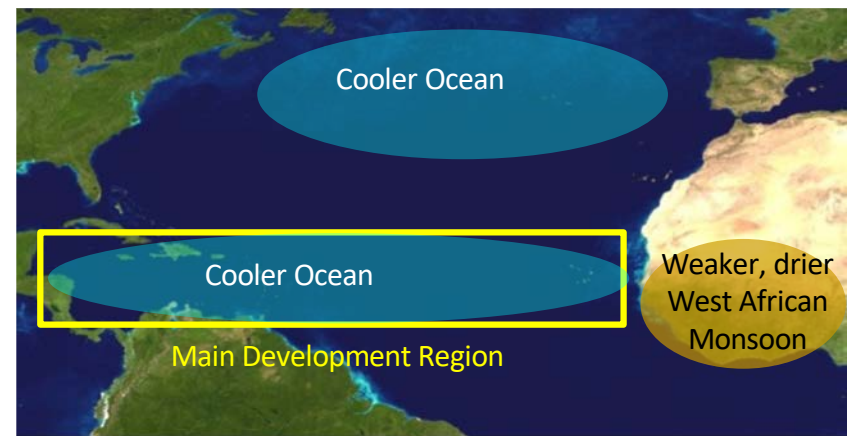 Cooler Ocean
Cooler Ocean
Weaker, drier
West African
Monsoon
Main Development Region